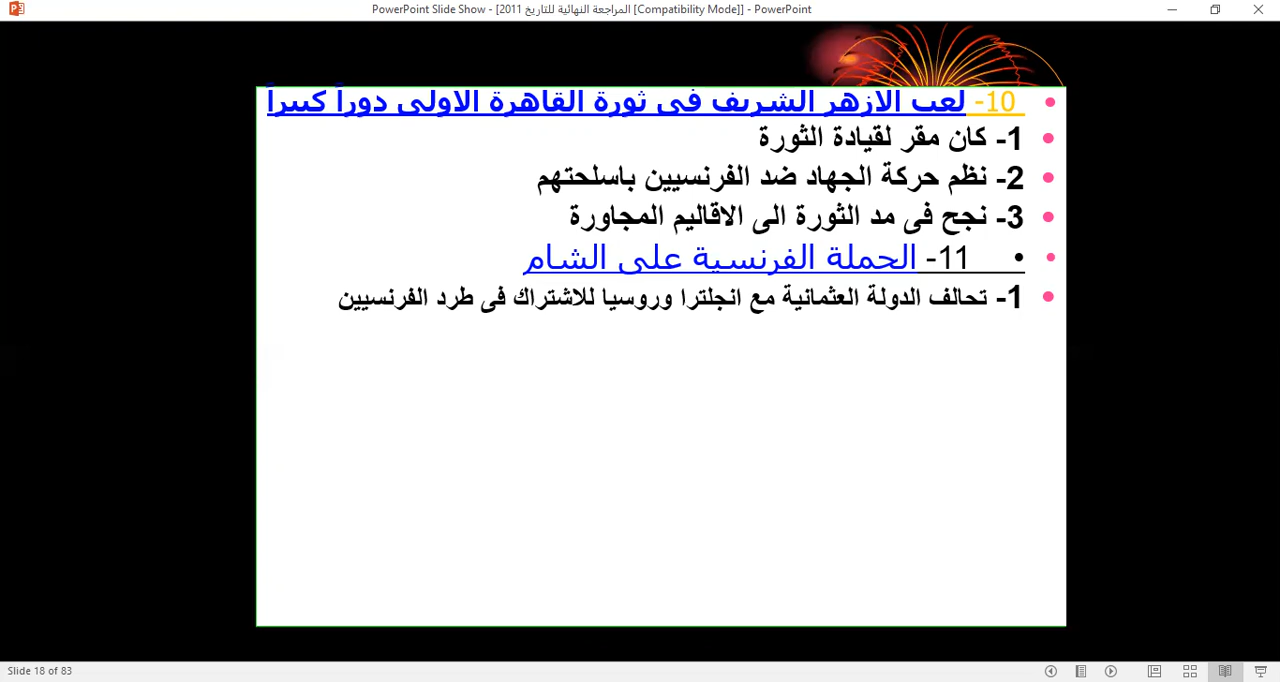 PowerPoint Slide Show - [المراجعة النهائية للتاريخ 2011 [Compatibility Mode]] - PowerPoint
10- لعب الازهر الشريف فى ثورة القاهرة الاولى دوراً كبيراً
1- كان مقر لقيادة الثورة
2- نظم حركة الجهاد ضد الفرنسيين باسلحتهم
3- نجح فى مد الثورة الى الاقاليم المجاورة
11- الحملة الفرنسية على الشام
1- تحالف الدولة العثمانية مع انجلترا وروسيا للاشتراك فى طرد الفرنسيين
Slide 18 of 83